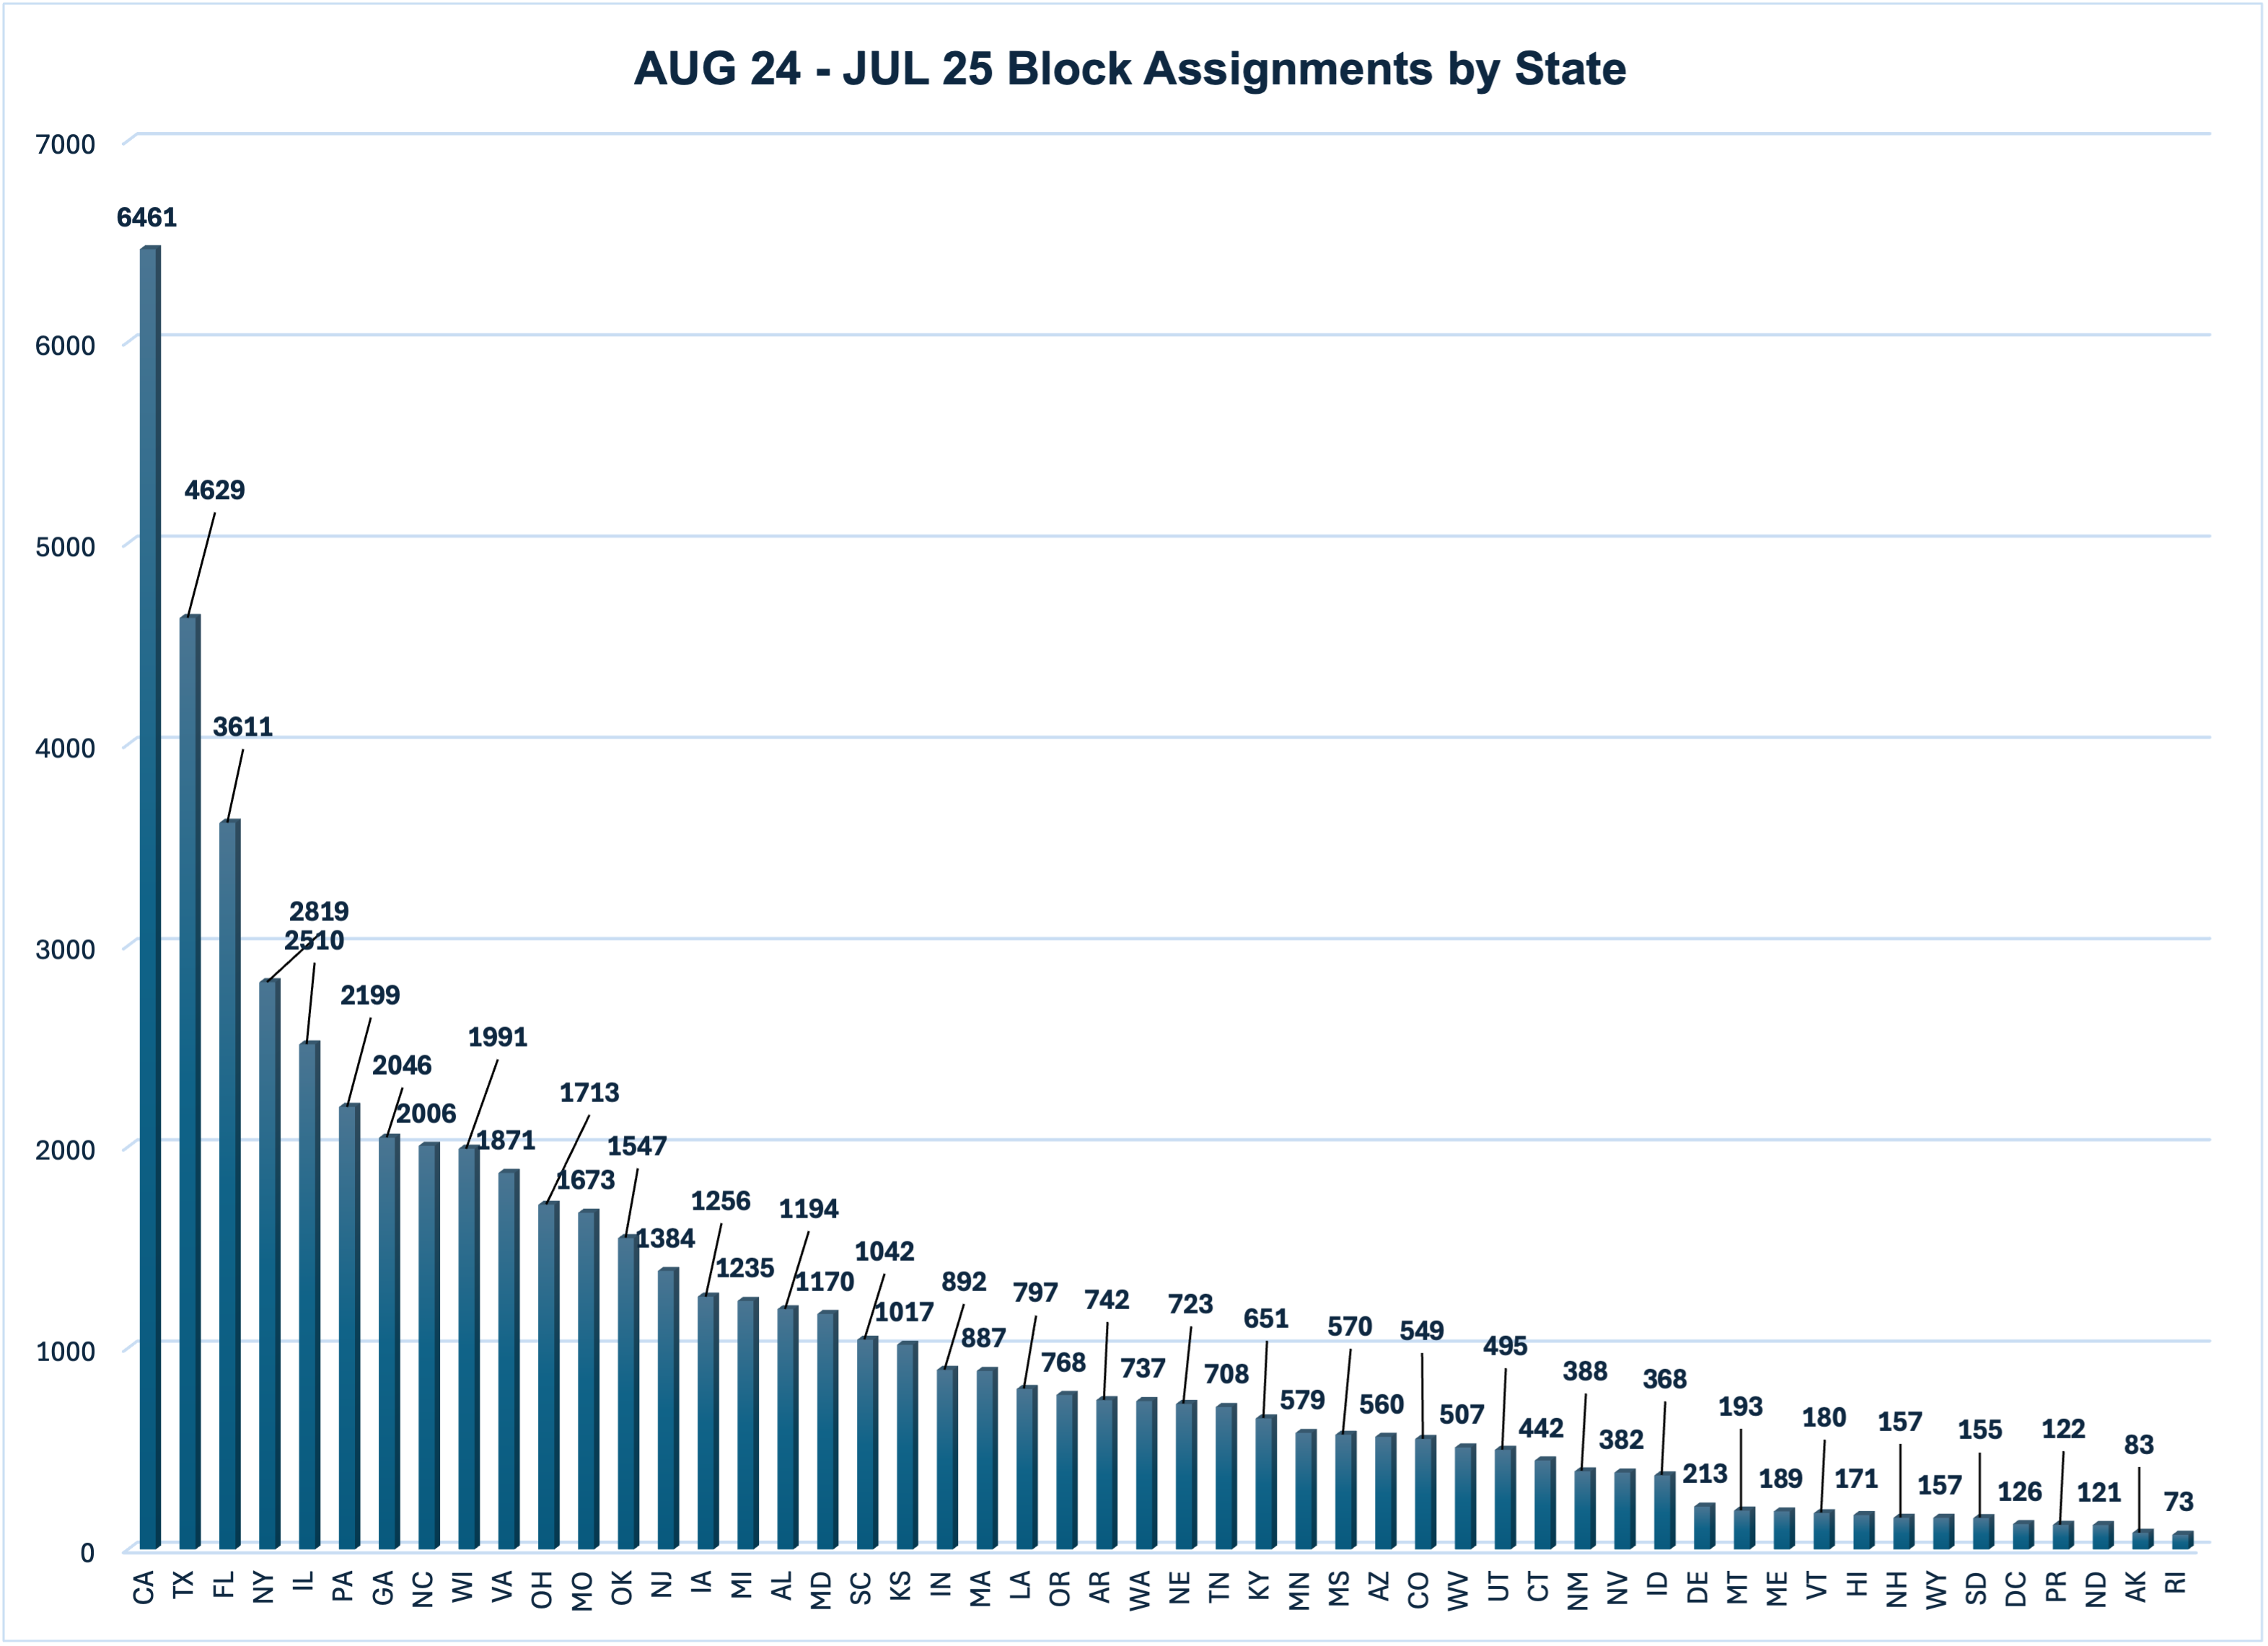 AUG 24 - JUL 25 Block Assignments by State
7000
6000
5000
4000
3000
2000
1000
0
6461
4629
3611
2819
2510
2199
2046
2006
1991
1871
1713
1673
1547
1384
1256
1235
1194
1170
1042
1017
892
887
797
768
742
737
723
708
651
579
570
560
549
507
495
442
388
382
368
213
193
189
180
171
157
157
155
126
122
121
83
73
CA
TX
FL
NY
IL
PA
GA
NC
WI
VA
OH
MO
OK
NJ
IA
MI
AL
MD
SC
KS
IN
MA
LA
OR
AR
WA
NE
TN
KY
MN
MS
AZ
CO
WV
UT
CT
NM
NV
ID
DE
MT
ME
VT
HI
NH
WY
SD
DC
PR
ND
AK
RI